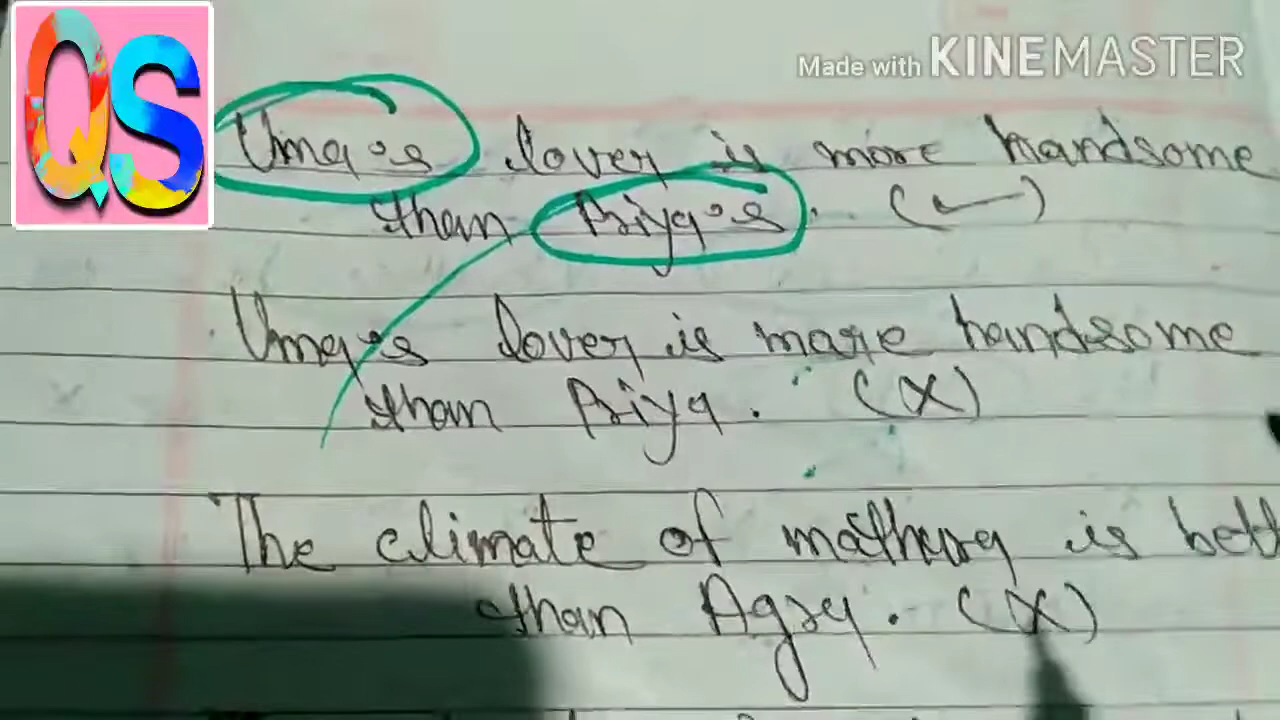 QS
Made with KINEMASTER
Uma's lover is more handsome
than Priya's. (✓)
Uma's lover is more handsome
than Priya. (X)
The climate of mathura is bett
than Agra. (X)